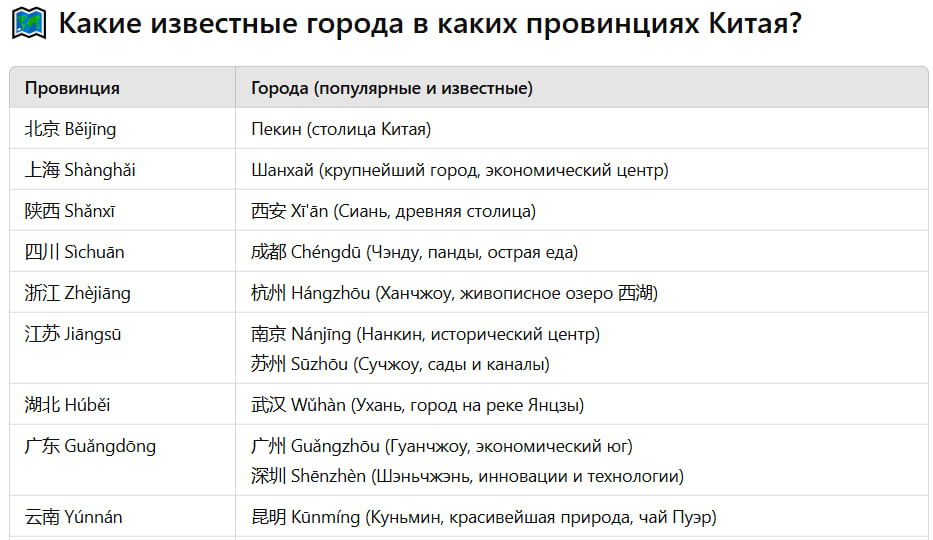 Какие известные города в каких провинциях Китая?
Провинция Города (популярные и известные)
北京 Běijīng Пекин (столица Китая)
上海 Shànghǎi Шанхай (крупнейший город, экономический центр)
陕西 Shǎnxī 西安 Xī'ān (Сиань, древняя столица)
四川 Sìchuān 成都 Chéngdū (Чэнду, панды, острая еда)
浙江 Zhèjiāng 杭州 Hángzhōu (Ханчжоу, живописное озеро 西湖)
江苏 Jiāngsū 南京 Nánjīng (Нанкин, исторический центр)
苏州 Sūzhōu (Сучжоу, сады и каналы)
湖北 Húběi 武汉 Wǔhàn (Ухань, город на реке Янцзы)
广东 Guǎngdōng 广州 Guǎngzhōu (Гуанчжоу, экономический юг)
深圳 Shēnzhèn (Шэньчжэнь, инновации и технологии)
云南 Yúnnán 昆明 Kūnmíng (Куньмин, красивейшая природа, чай Пуэр)